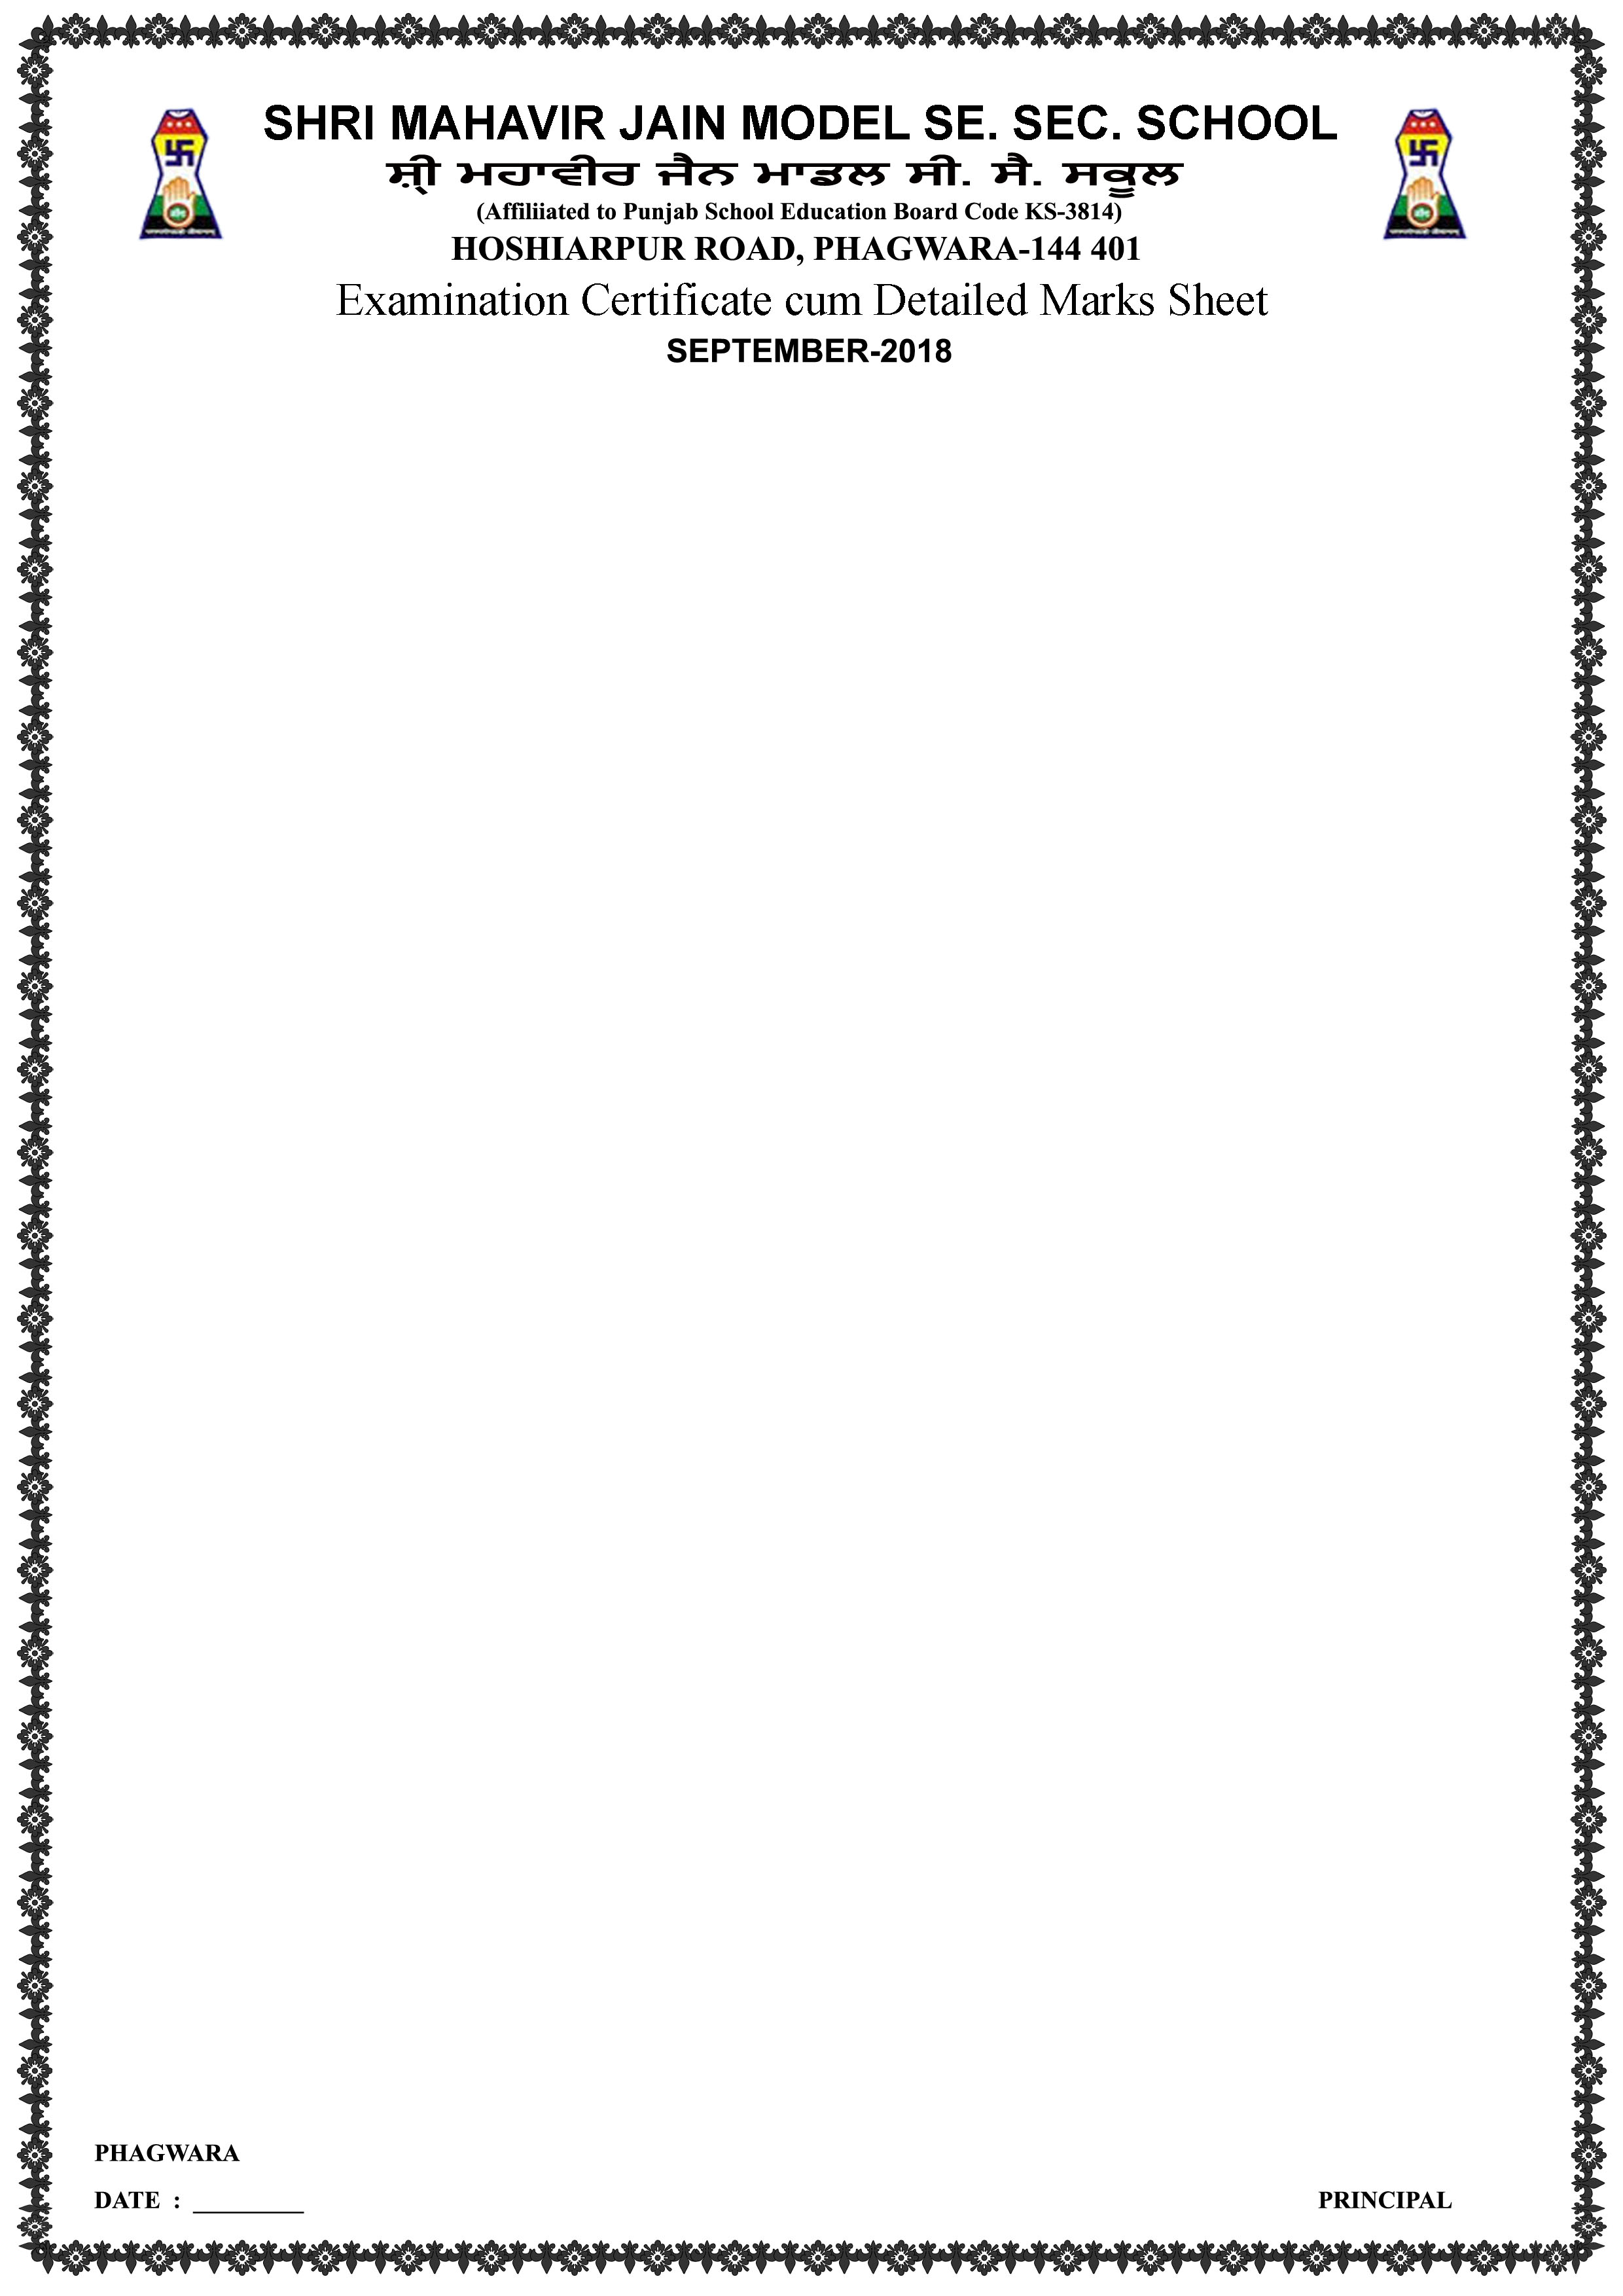 SHRI MAHAVIR JAIN MODEL SE. SEC. SCHOOL
ਸ਼੍ਰੀ ਮਹਾਵੀਰ ਜੈਨ ਮਾਡਲ ਸੀ. ਸੈ. ਸਕੂਲ
(Affiliiated to Punjab School Education Board Code KS-3814)
HOSHIARPUR ROAD, PHAGWARA-144 401
Examination Certificate cum Detailed Marks Sheet
SEPTEMBER-2018
PHAGWARA
DATE : _________
PRINCIPAL